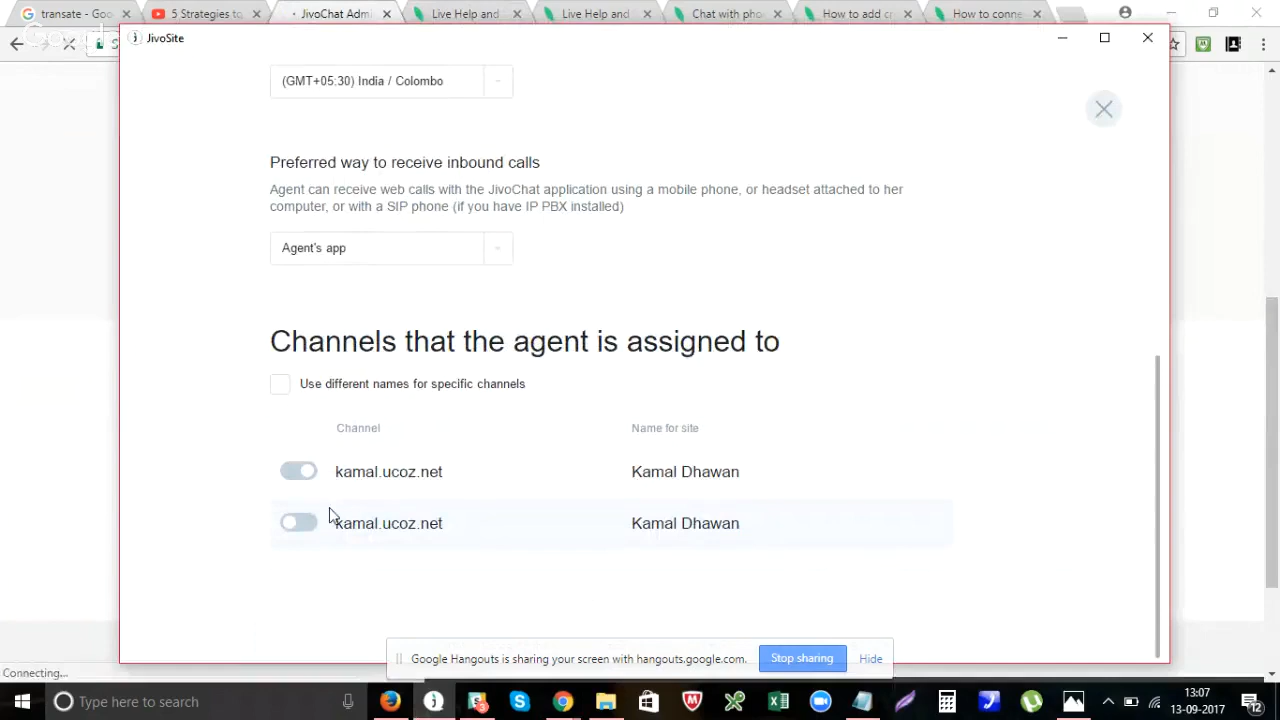 translate - Goo
5 Strategies to
JivoChat Admi
Live Help and
Live Help and
Chat with pho
How to add cr
How to conne
JivoSite
(GMT+05:30) India / Colombo
Preferred way to receive inbound calls
Agent can receive web calls with the JivoChat application using a mobile phone, or headset attached to her
computer, or with a SIP phone (if you have IP PBX installed)
Agent's app
Channels that the agent is assigned to
Use different names for specific channels
Channel Name for site
kamal.ucoz.net Kamal Dhawan
kamal.ucoz.net Kamal Dhawan
Google Hangouts is sharing your screen with hangouts.google.com. Stop sharing Hide
Connecting...
Type here to search
13:07
13-09-2017
12